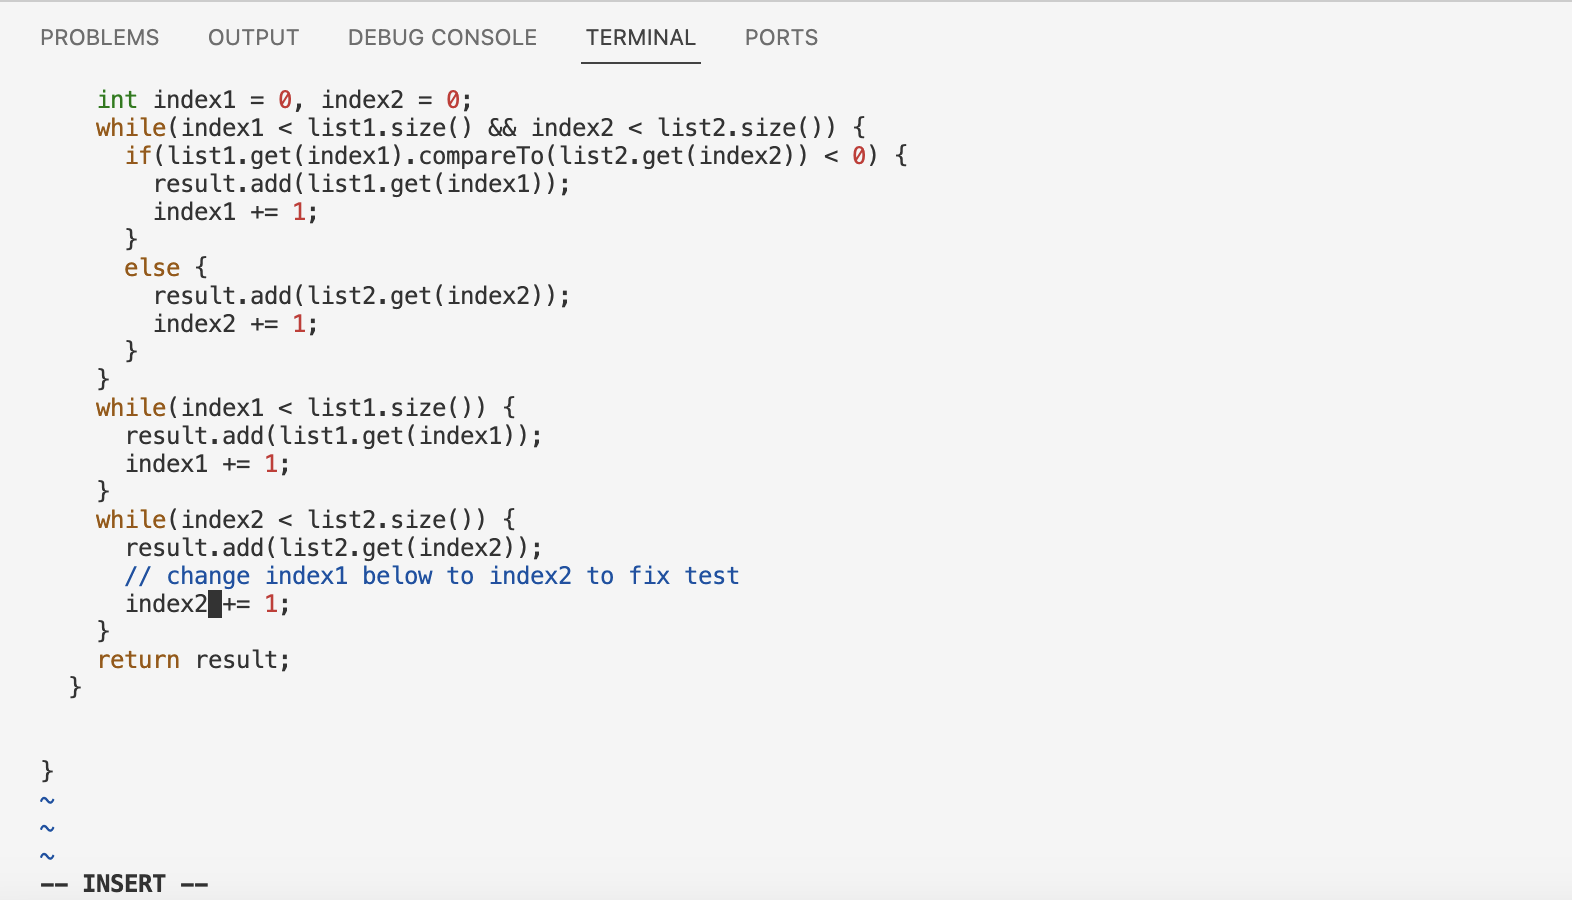 PROBLEMS OUTPUT DEBUG CONSOLE TERMINAL PORTS
int index1 = 0, index2 = 0;
while(index1 < list1.size() && index2 < list2.size()) {
if(list1.get(index1).compareTo(list2.get(index2)) < 0) {
result.add(list1.get(index1));
index1 += 1;
}
else {
result.add(list2.get(index2));
index2 += 1;
}
}
while(index1 < list1.size()) {
result.add(list1.get(index1));
index1 += 1;
}
while(index2 < list2.size()) {
result.add(list2.get(index2));
// change index1 below to index2 to fix test
index2 += 1;
}
return result;
}
}
~
~
~
-- INSERT --